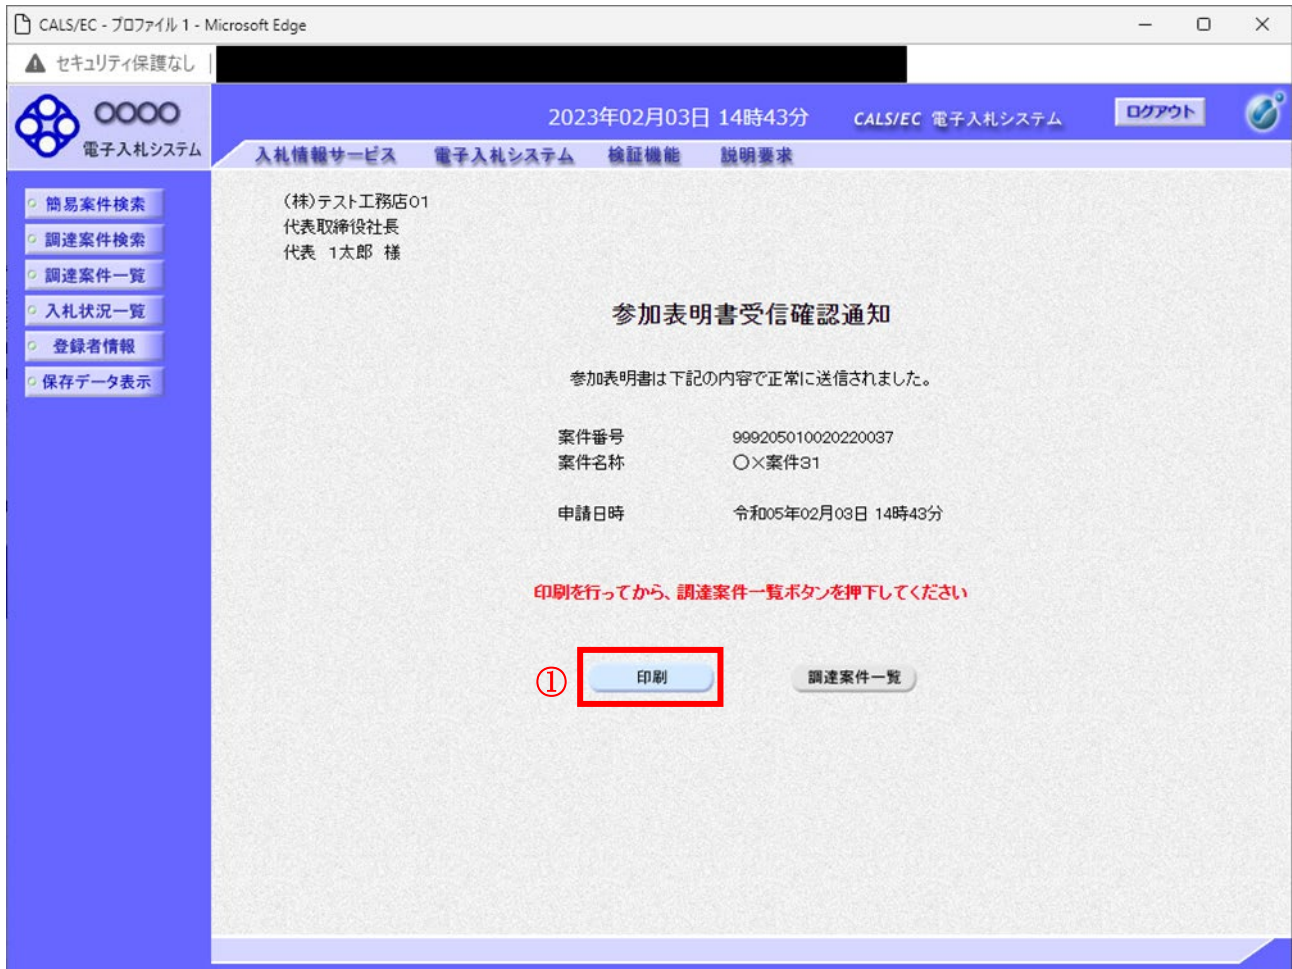 CALS/EC - プロファイル 1 - Microsoft Edge
セキュリティ保護なし
〇〇〇〇
電子入札システム
2023年02月03日 14時43分
CALS/EC 電子入札システム
ログアウト
入札情報サービス 電子入札システム 検証機能 説明要求
簡易案件検索
調達案件検索
調達案件一覧
入札状況一覧
登録者情報
保存データ表示
(株)テスト工務店01
代表取締役社長
代表 1太郎 様
参加表明書受信確認通知
参加表明書は下記の内容で正常に送信されました。
案件番号 999205010020220037
案件名称 〇×案件31
申請日時 令和05年02月03日 14時43分
印刷を行ってから、調達案件一覧ボタンを押下してください
① 印刷 調達案件一覧